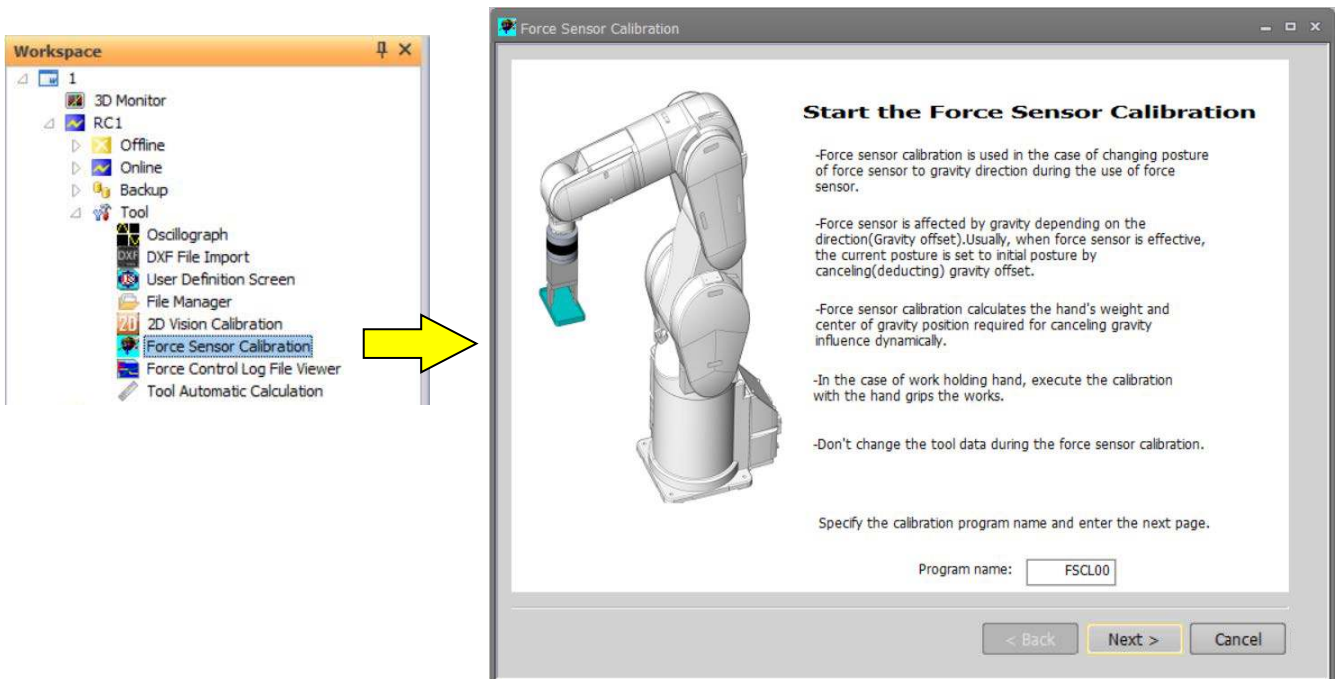 Workspace
1
3D Monitor
RC1
Offline
Online
Backup
Tool
Oscillograph
DXF File Import
User Definition Screen
File Manager
2D Vision Calibration
Force Sensor Calibration
Force Control Log File Viewer
Tool Automatic Calculation
Force Sensor Calibration
Start the Force Sensor Calibration
-Force sensor calibration is used in the case of changing posture
of force sensor to gravity direction during the use of force
sensor.
-Force sensor is affected by gravity depending on the
direction(Gravity offset).Usually, when force sensor is effective,
the current posture is set to initial posture by
canceling(deducting) gravity offset.
-Force sensor calibration calculates the hand's weight and
center of gravity position required for canceling gravity
influence dynamically.
-In the case of work holding hand, execute the calibration
with the hand grips the works.
-Don't change the tool data during the force sensor calibration.
Specify the calibration program name and enter the next page.
Program name: FSCL00
< Back Next > Cancel